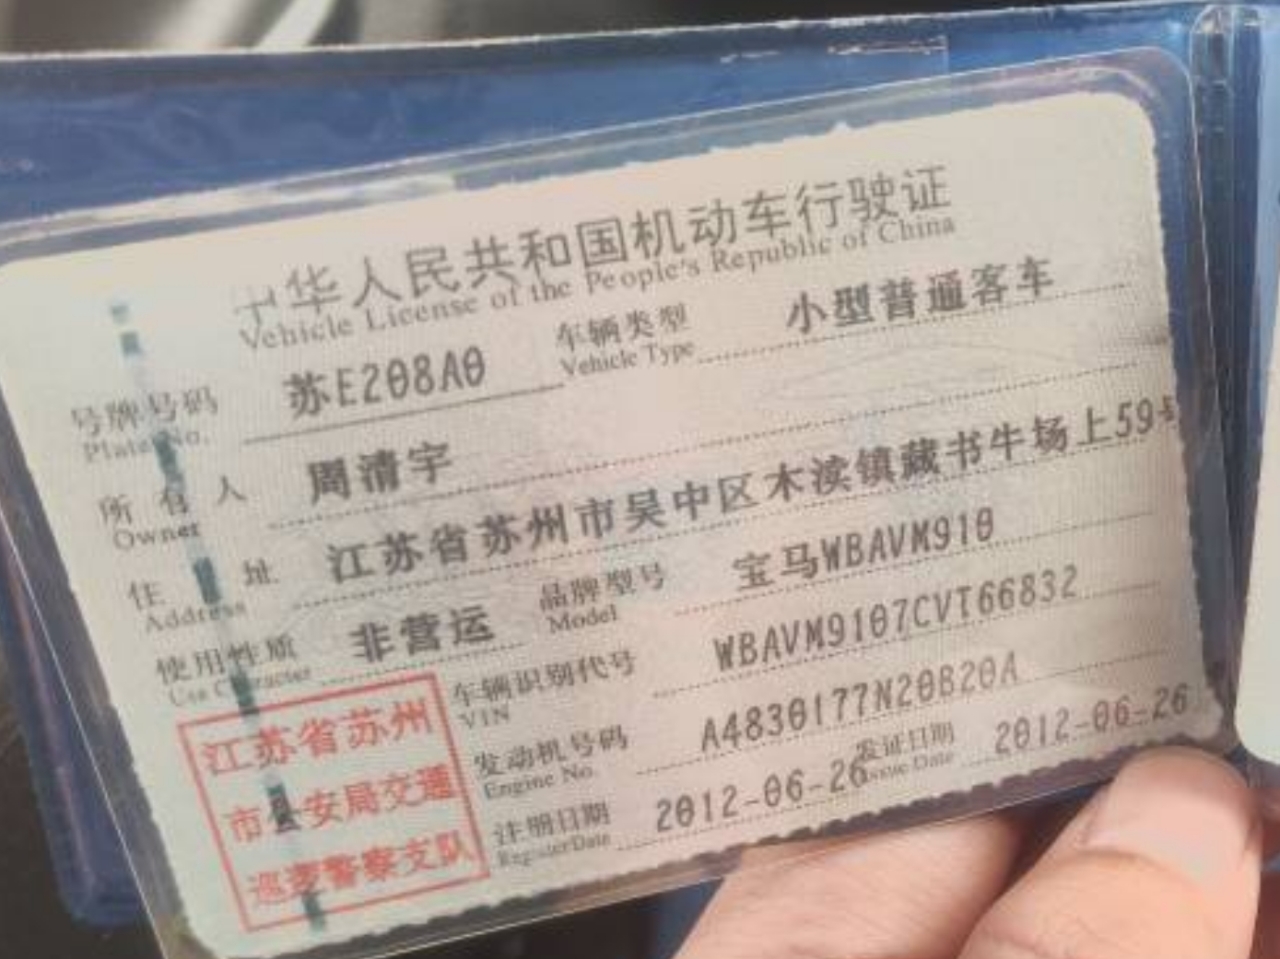 中华人民共和国机动车行驶证
Vehicle License of the People's Republic of China
号牌号码 苏E208A0 车辆类型 小型普通客车
Plate No. Vehicle Type
所有人 周清宇
Owner
住址 江苏省苏州市吴中区木渎镇藏书牛场上59号
Address
使用性质 非营运 品牌型号 宝马WBAVM910
Use Character Model
车辆识别代号 WBAVM9107CVT66832
VIN
发动机号码 A4830177N20B20A
Engine No.
注册日期 2012-06-26 发证日期 2012-06-26
Register Date Issue Date
江苏省苏州
市公安局交通
巡逻警察支队